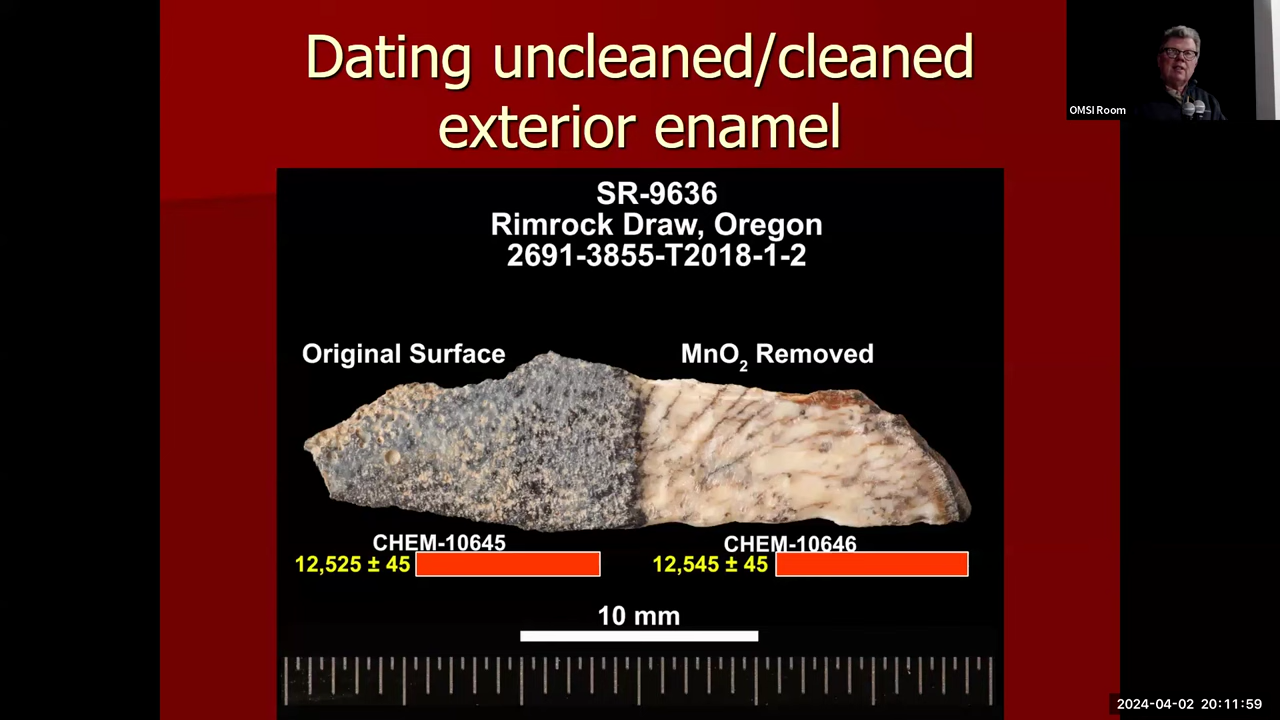 Dating uncleaned/cleaned
exterior enamel
OMSI Room
SR-9636
Rimrock Draw, Oregon
2691-3855-T2018-1-2
Original Surface
MnO₂ Removed
CHEM-10645
12,525 ± 45
CHEM-10646
12,545 ± 45
10 mm
2024-04-02 20:11:59